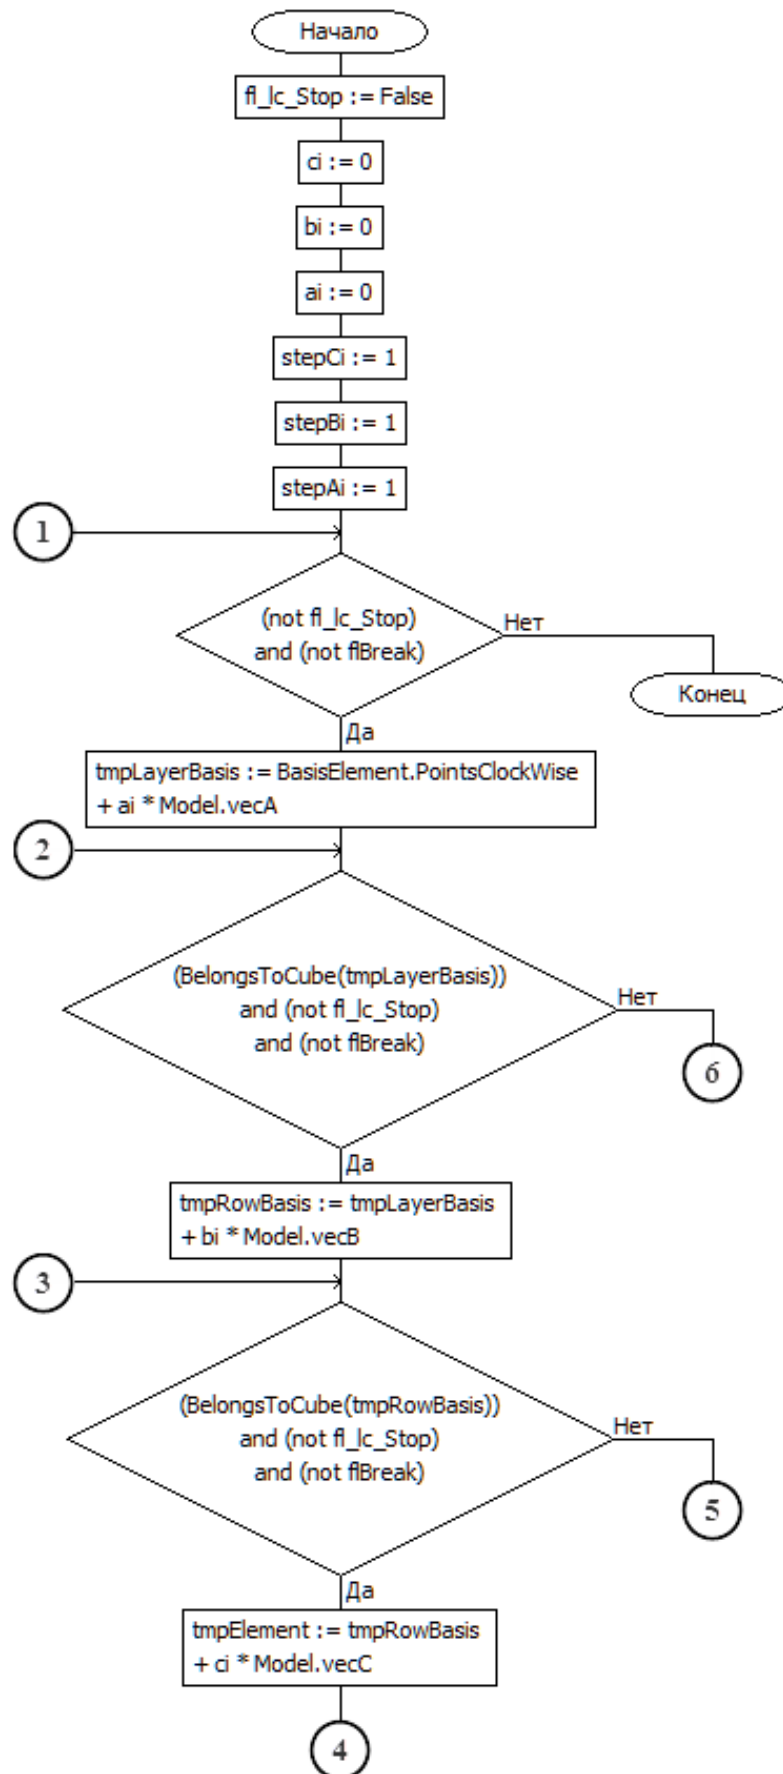 Начало
fl_lc_Stop := False
ci := 0
bi := 0
ai := 0
stepCi := 1
stepBi := 1
stepAi := 1
1
(not fl_lc_Stop)
and (not flBreak)
Нет
Конец
Да
tmpLayerBasis := BasisElement.PointsClockWise
+ ai * Model.vecA
2
(BelongsToCube(tmpLayerBasis))
and (not fl_lc_Stop)
and (not flBreak)
Нет
6
Да
tmpRowBasis := tmpLayerBasis
+ bi * Model.vecB
3
(BelongsToCube(tmpRowBasis))
and (not fl_lc_Stop)
and (not flBreak)
Нет
5
Да
tmpElement := tmpRowBasis
+ ci * Model.vecC
4